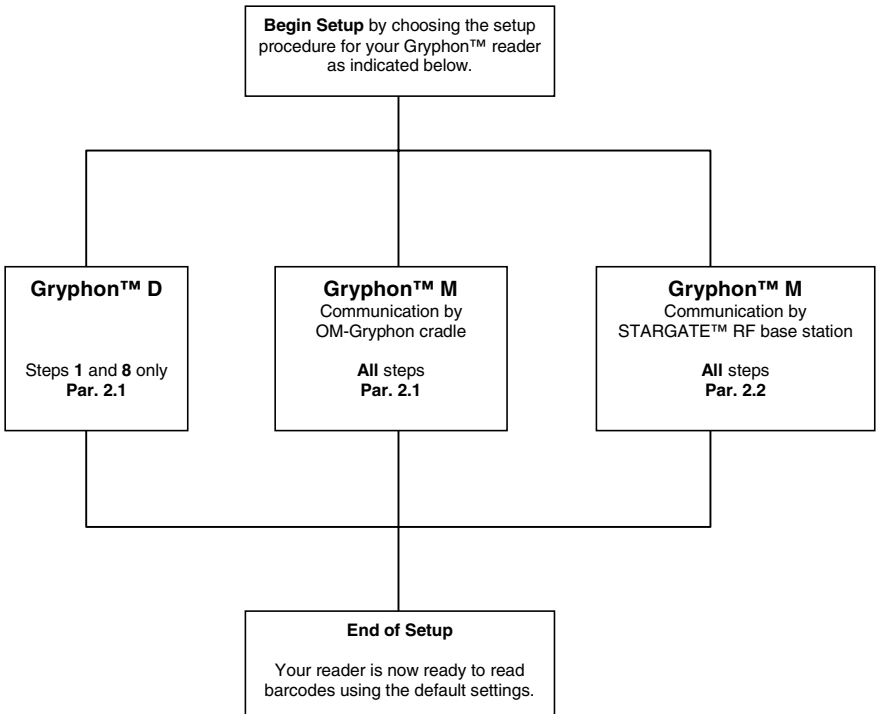 Begin Setup by choosing the setup
procedure for your Gryphon™ reader
as indicated below.
Gryphon™ D
Steps 1 and 8 only
Par. 2.1
Gryphon™ M
Communication by
OM-Gryphon cradle
All steps
Par. 2.1
Gryphon™ M
Communication by
STARGATE™ RF base station
All steps
Par. 2.2
End of Setup
Your reader is now ready to read
barcodes using the default settings.